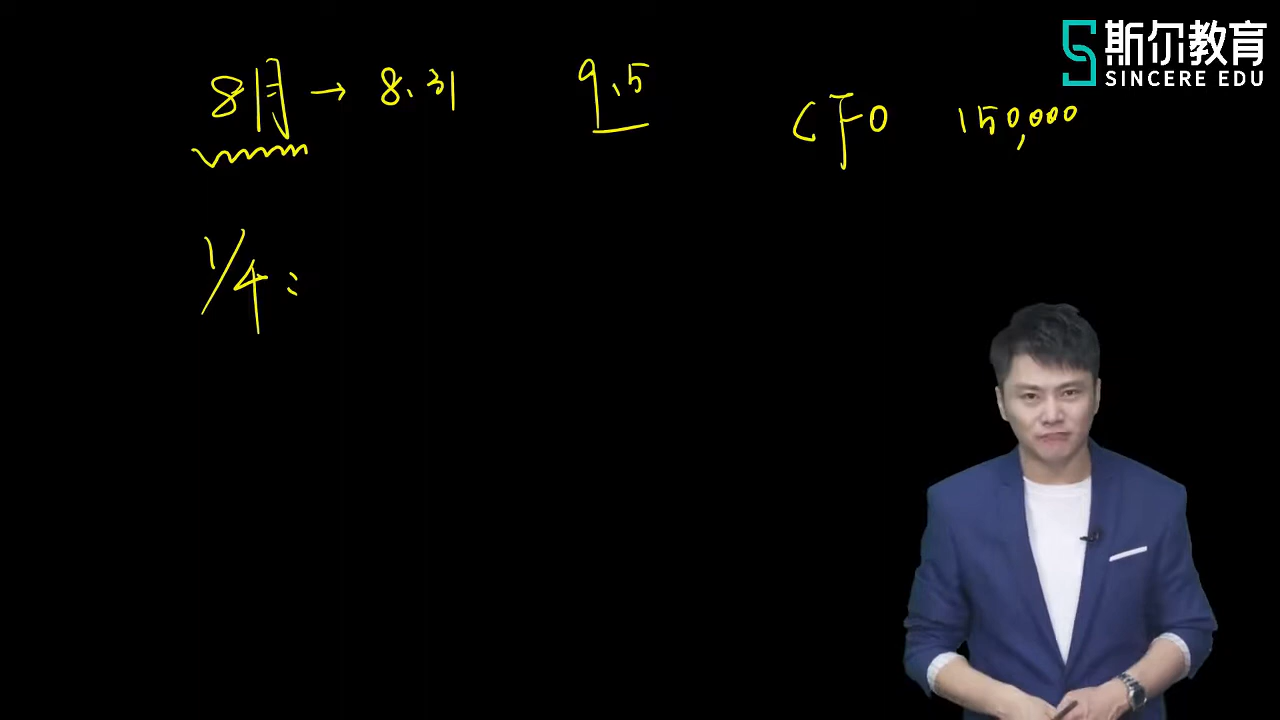 斯尔教育
SINCERE EDU
8月 → 8.31 9.5 CFO 150,000
1/4 =